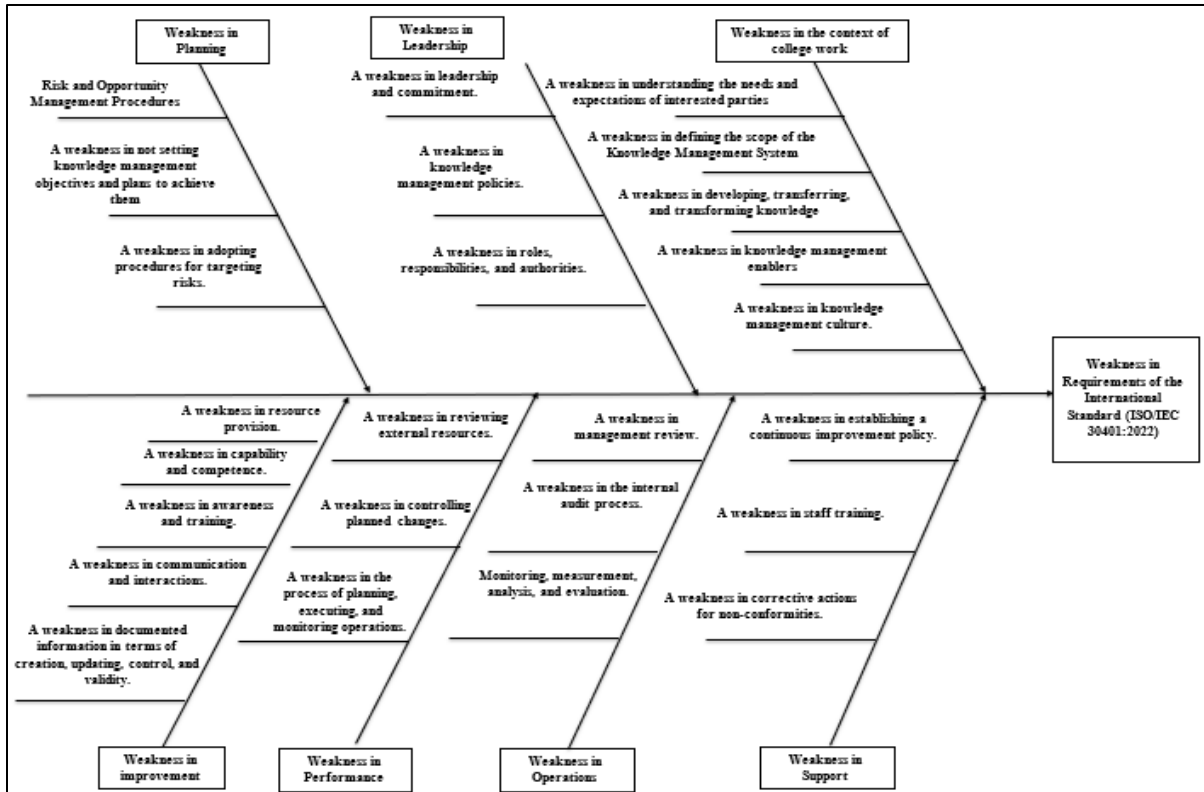 Weakness in
Planning
Weakness in
Leadership
Weakness in the context of
college work
Risk and Opportunity
Management Procedures
A weakness in not setting
knowledge management
objectives and plans to achieve
them
A weakness in adopting
procedures for targeting
risks.
A weakness in leadership
and commitment.
A weakness in
knowledge
management policies.
A weakness in roles,
responsibilities, and authorities.
A weakness in understanding the needs and
expectations of interested parties
A weakness in defining the scope of the
Knowledge Management System
A weakness in developing, transferring,
and transforming knowledge
A weakness in knowledge management
enablers
A weakness in knowledge
management culture.
Weakness in
Requirements of the
International
Standard (ISO/IEC
30401:2022)
A weakness in resource
provision.
A weakness in capability
and competence.
A weakness in awareness
and training.
A weakness in communication
and interactions.
A weakness in documented
information in terms of
creation, updating, control, and
validity.
A weakness in reviewing
external resources.
A weakness in controlling
planned changes.
A weakness in the
process of planning,
executing, and
monitoring operations.
A weakness in
management review.
A weakness in the internal
audit process.
Monitoring, measurement,
analysis, and evaluation.
A weakness in establishing a
continuous improvement policy.
A weakness in staff training.
A weakness in corrective actions
for non-conformities.
Weakness in
improvement
Weakness in
Performance
Weakness in
Operations
Weakness in
Support